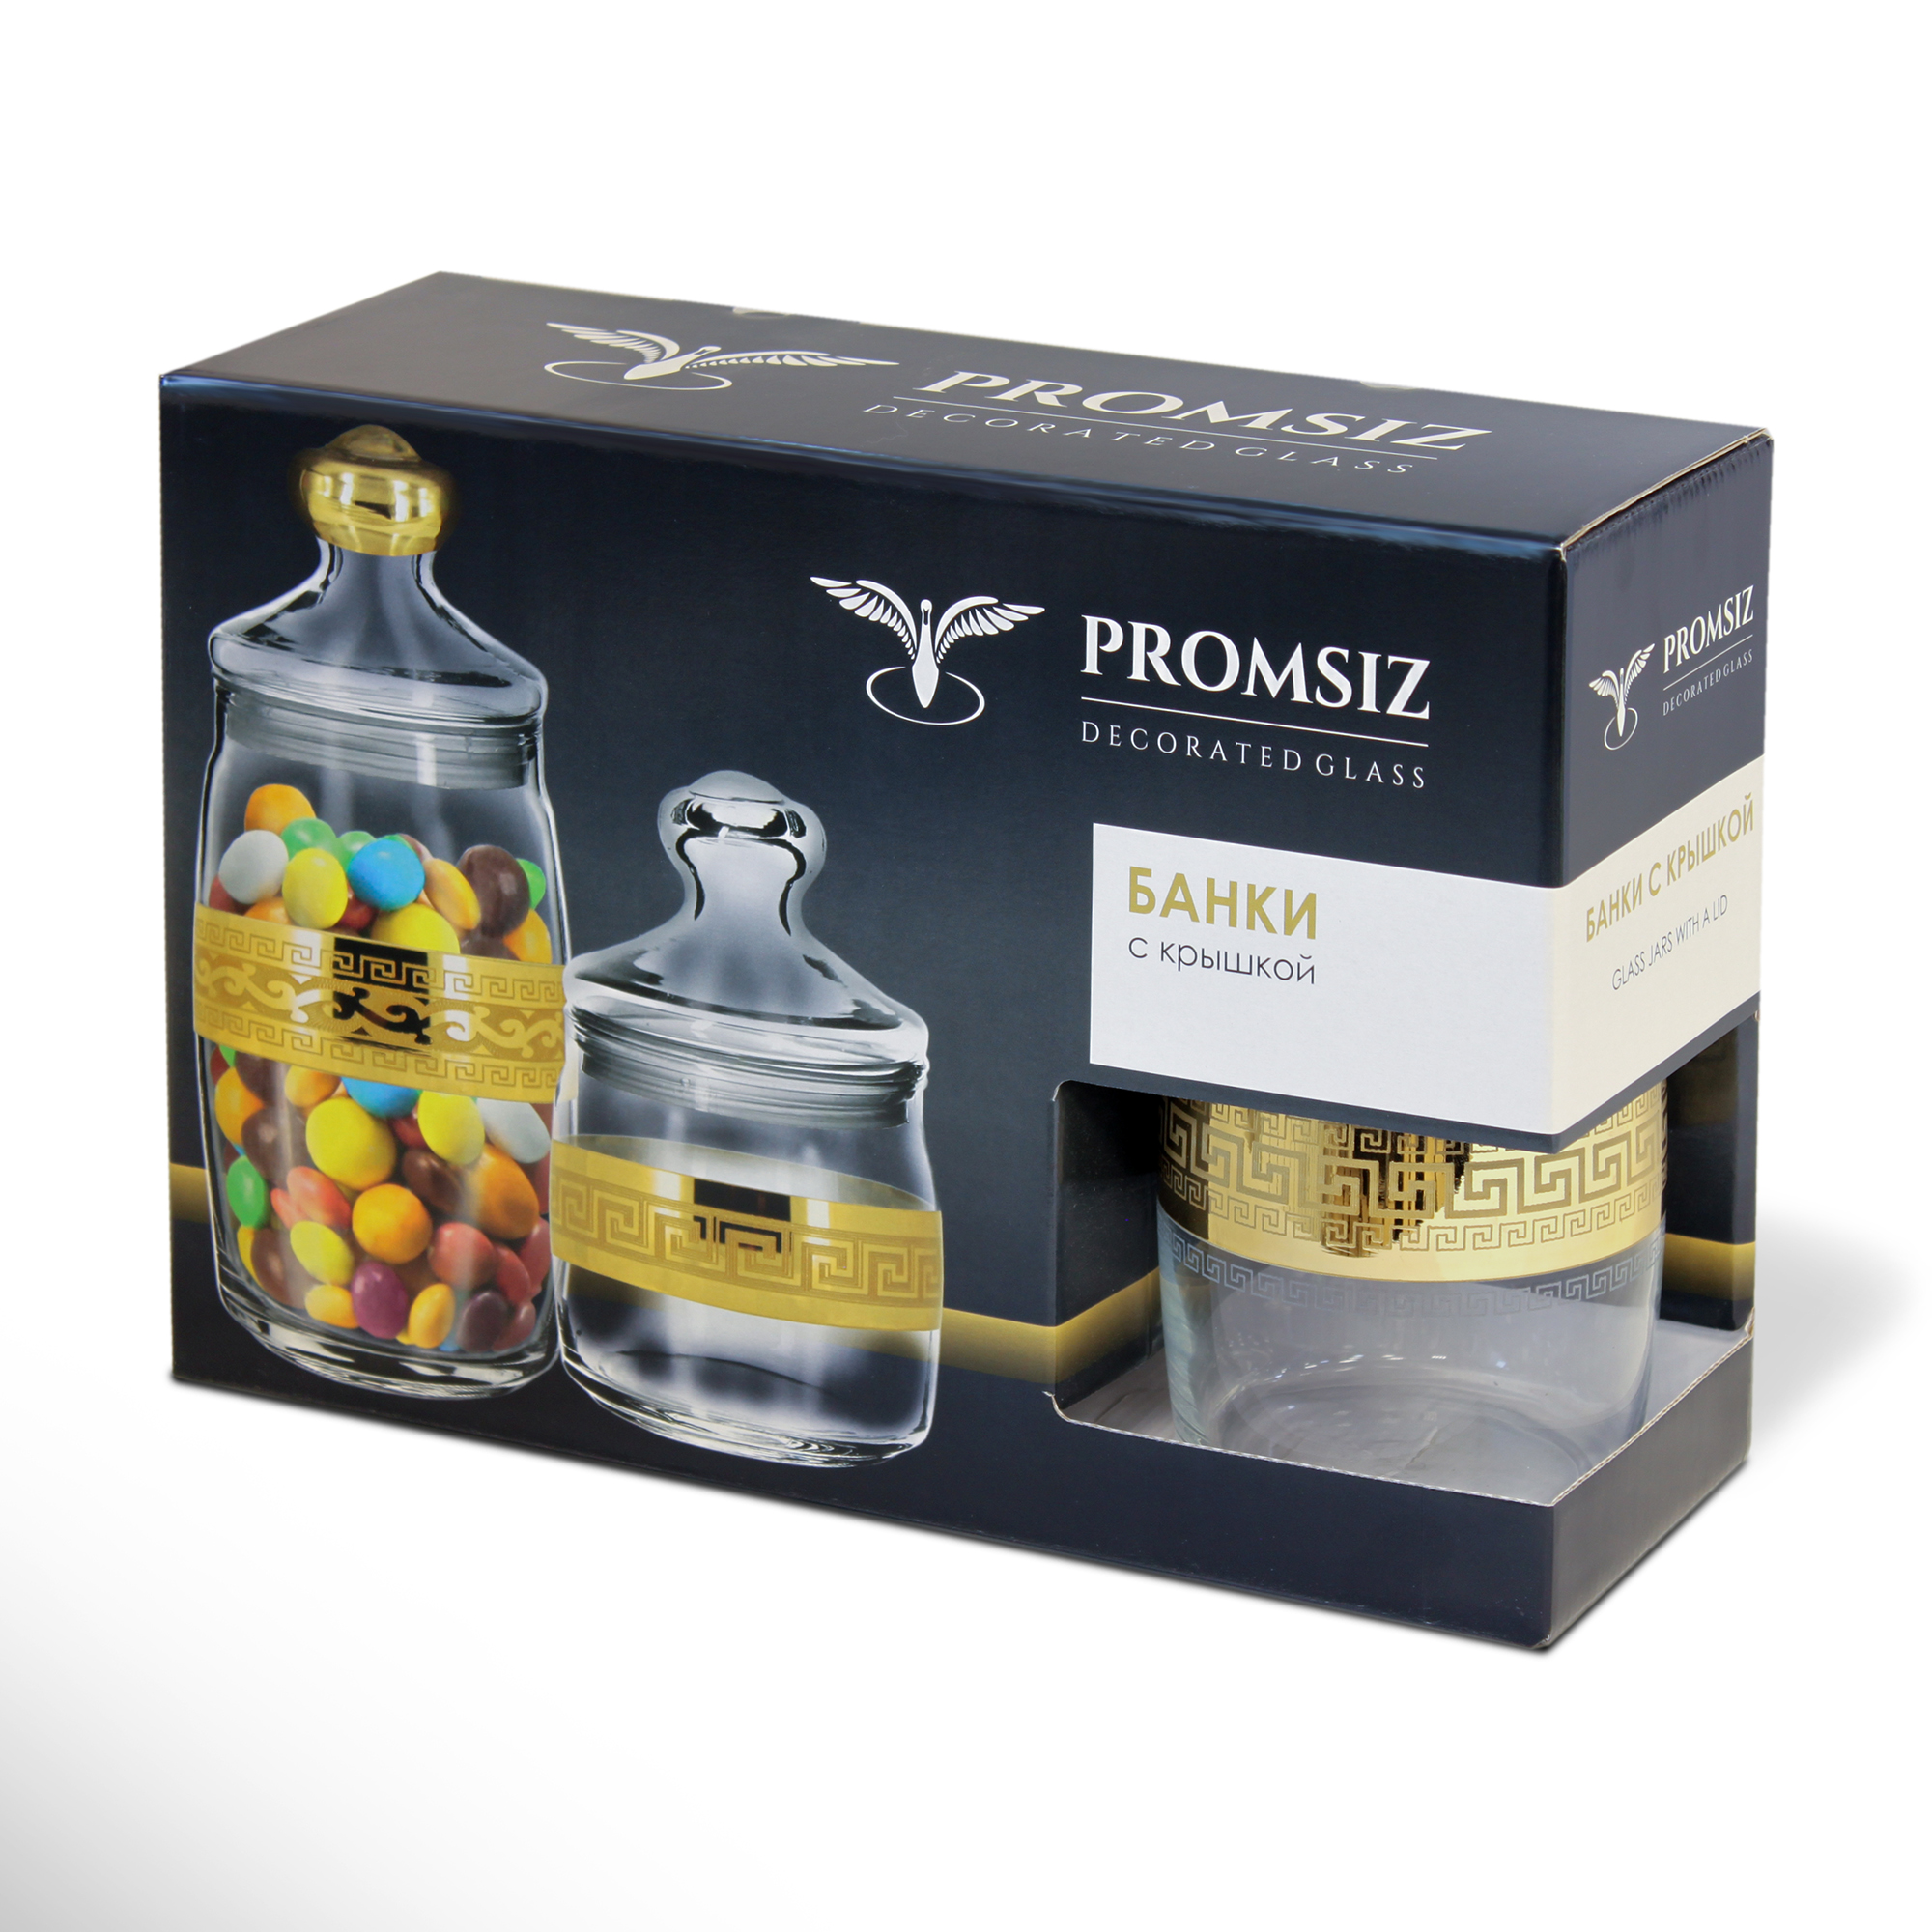 PROMSIZ
DECORATED GLASS
PROMSIZ
DECORATED GLASS
БАНКИ
с крышкой
PROMSIZ
DECORATED GLASS
БАНКИ С КРЫШКОЙ
GLASS JARS WITH A LID